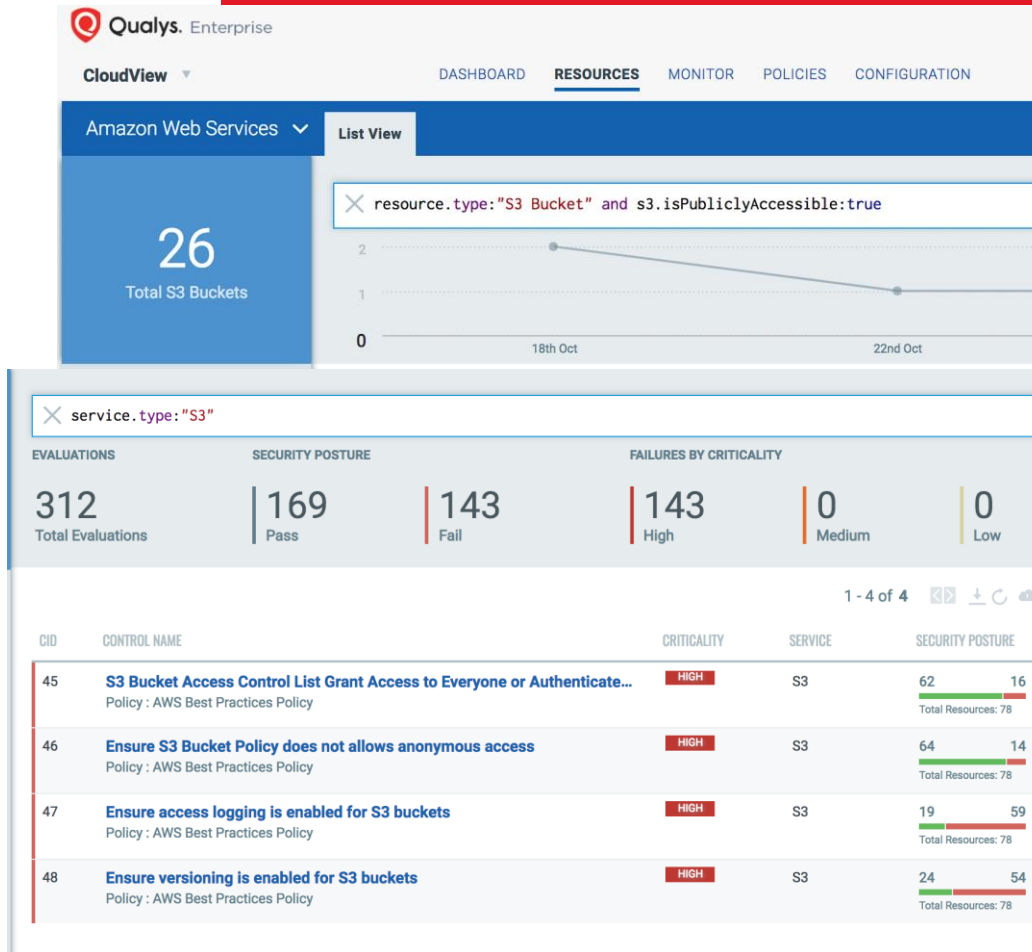 Qualys. Enterprise
CloudView
DASHBOARD RESOURCES MONITOR POLICIES CONFIGURATION
Amazon Web Services
List View
resource.type:"S3 Bucket" and s3.isPubliclyAccessible:true
26
Total S3 Buckets
2
1
0
18th Oct 22nd Oct
service.type:"S3"
EVALUATIONS SECURITY POSTURE FAILURES BY CRITICALITY
312 169 143 143 0 0
Total Evaluations Pass Fail High Medium Low
1 - 4 of 4
CID CONTROL NAME CRITICALITY SERVICE SECURITY POSTURE
45 S3 Bucket Access Control List Grant Access to Everyone or Authenticate... HIGH S3 62 16
Policy : AWS Best Practices Policy Total Resources: 78
46 Ensure S3 Bucket Policy does not allows anonymous access HIGH S3 64 14
Policy : AWS Best Practices Policy Total Resources: 78
47 Ensure access logging is enabled for S3 buckets HIGH S3 19 59
Policy : AWS Best Practices Policy Total Resources: 78
48 Ensure versioning is enabled for S3 buckets HIGH S3 24 54
Policy : AWS Best Practices Policy Total Resources: 78